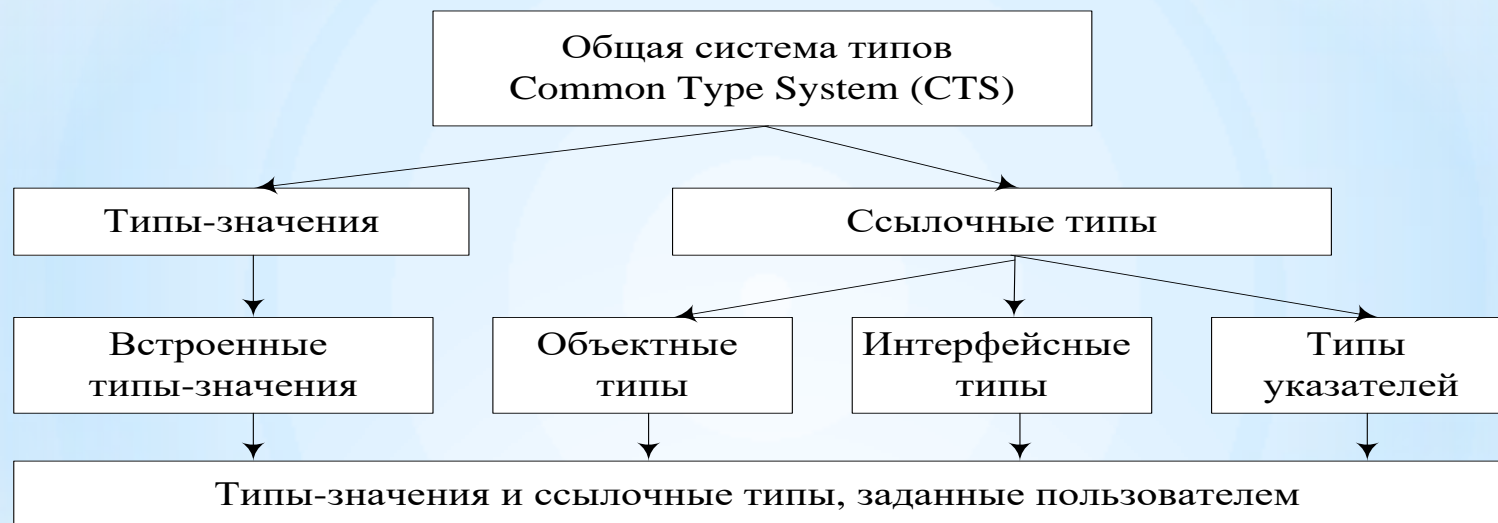 Общая система типов
Common Type System (CTS)
Типы-значения
Ссылочные типы
Встроенные
типы-значения
Объектные
типы
Интерфейсные
типы
Типы
указателей
Типы-значения и ссылочные типы, заданные пользователем